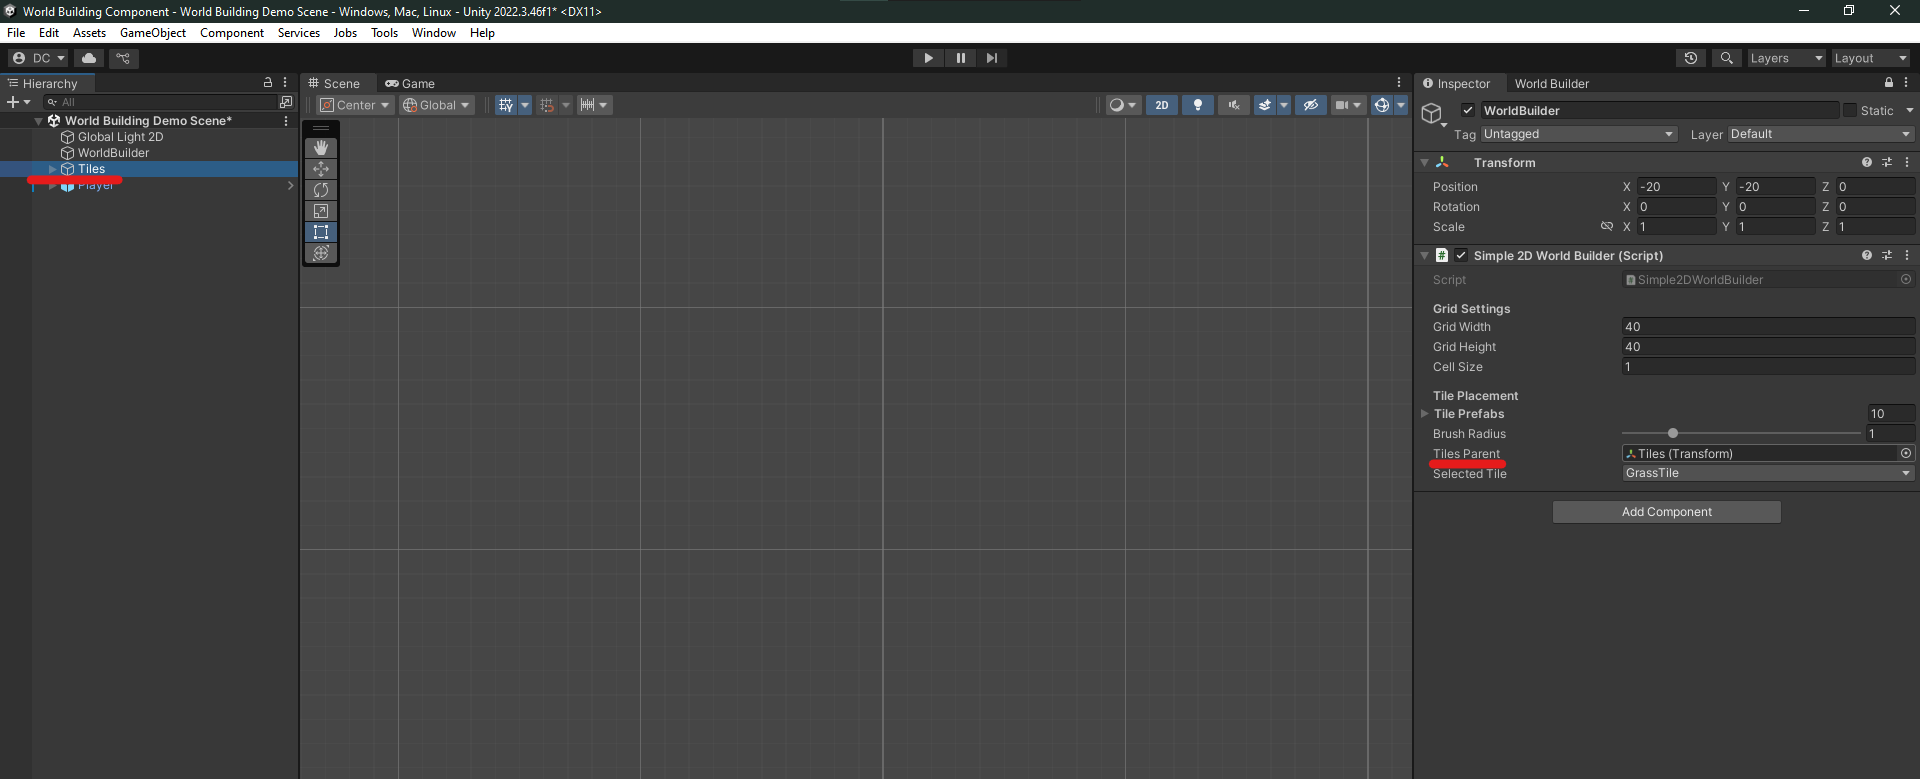 World Building Component - World Building Demo Scene - Windows, Mac, Linux - Unity 2022.3.46f1* <DX11>
File Edit Assets GameObject Component Services Jobs Tools Window Help
DC Layers Layout
Hierarchy
All
World Building Demo Scene*
Global Light 2D
WorldBuilder
Tiles
Player
Scene Game
Center Global 2D
Inspector World Builder
WorldBuilder Static
Tag Untagged Layer Default
Transform
Position X -20 Y -20 Z 0
Rotation X 0 Y 0 Z 0
Scale X 1 Y 1 Z 1
# Simple 2D World Builder (Script)
Script Simple2DWorldBuilder
Grid Settings
Grid Width 40
Grid Height 40
Cell Size 1
Tile Placement
Tile Prefabs 10
Brush Radius 1
Tiles Parent Tiles (Transform)
Selected Tile GrassTile
Add Component